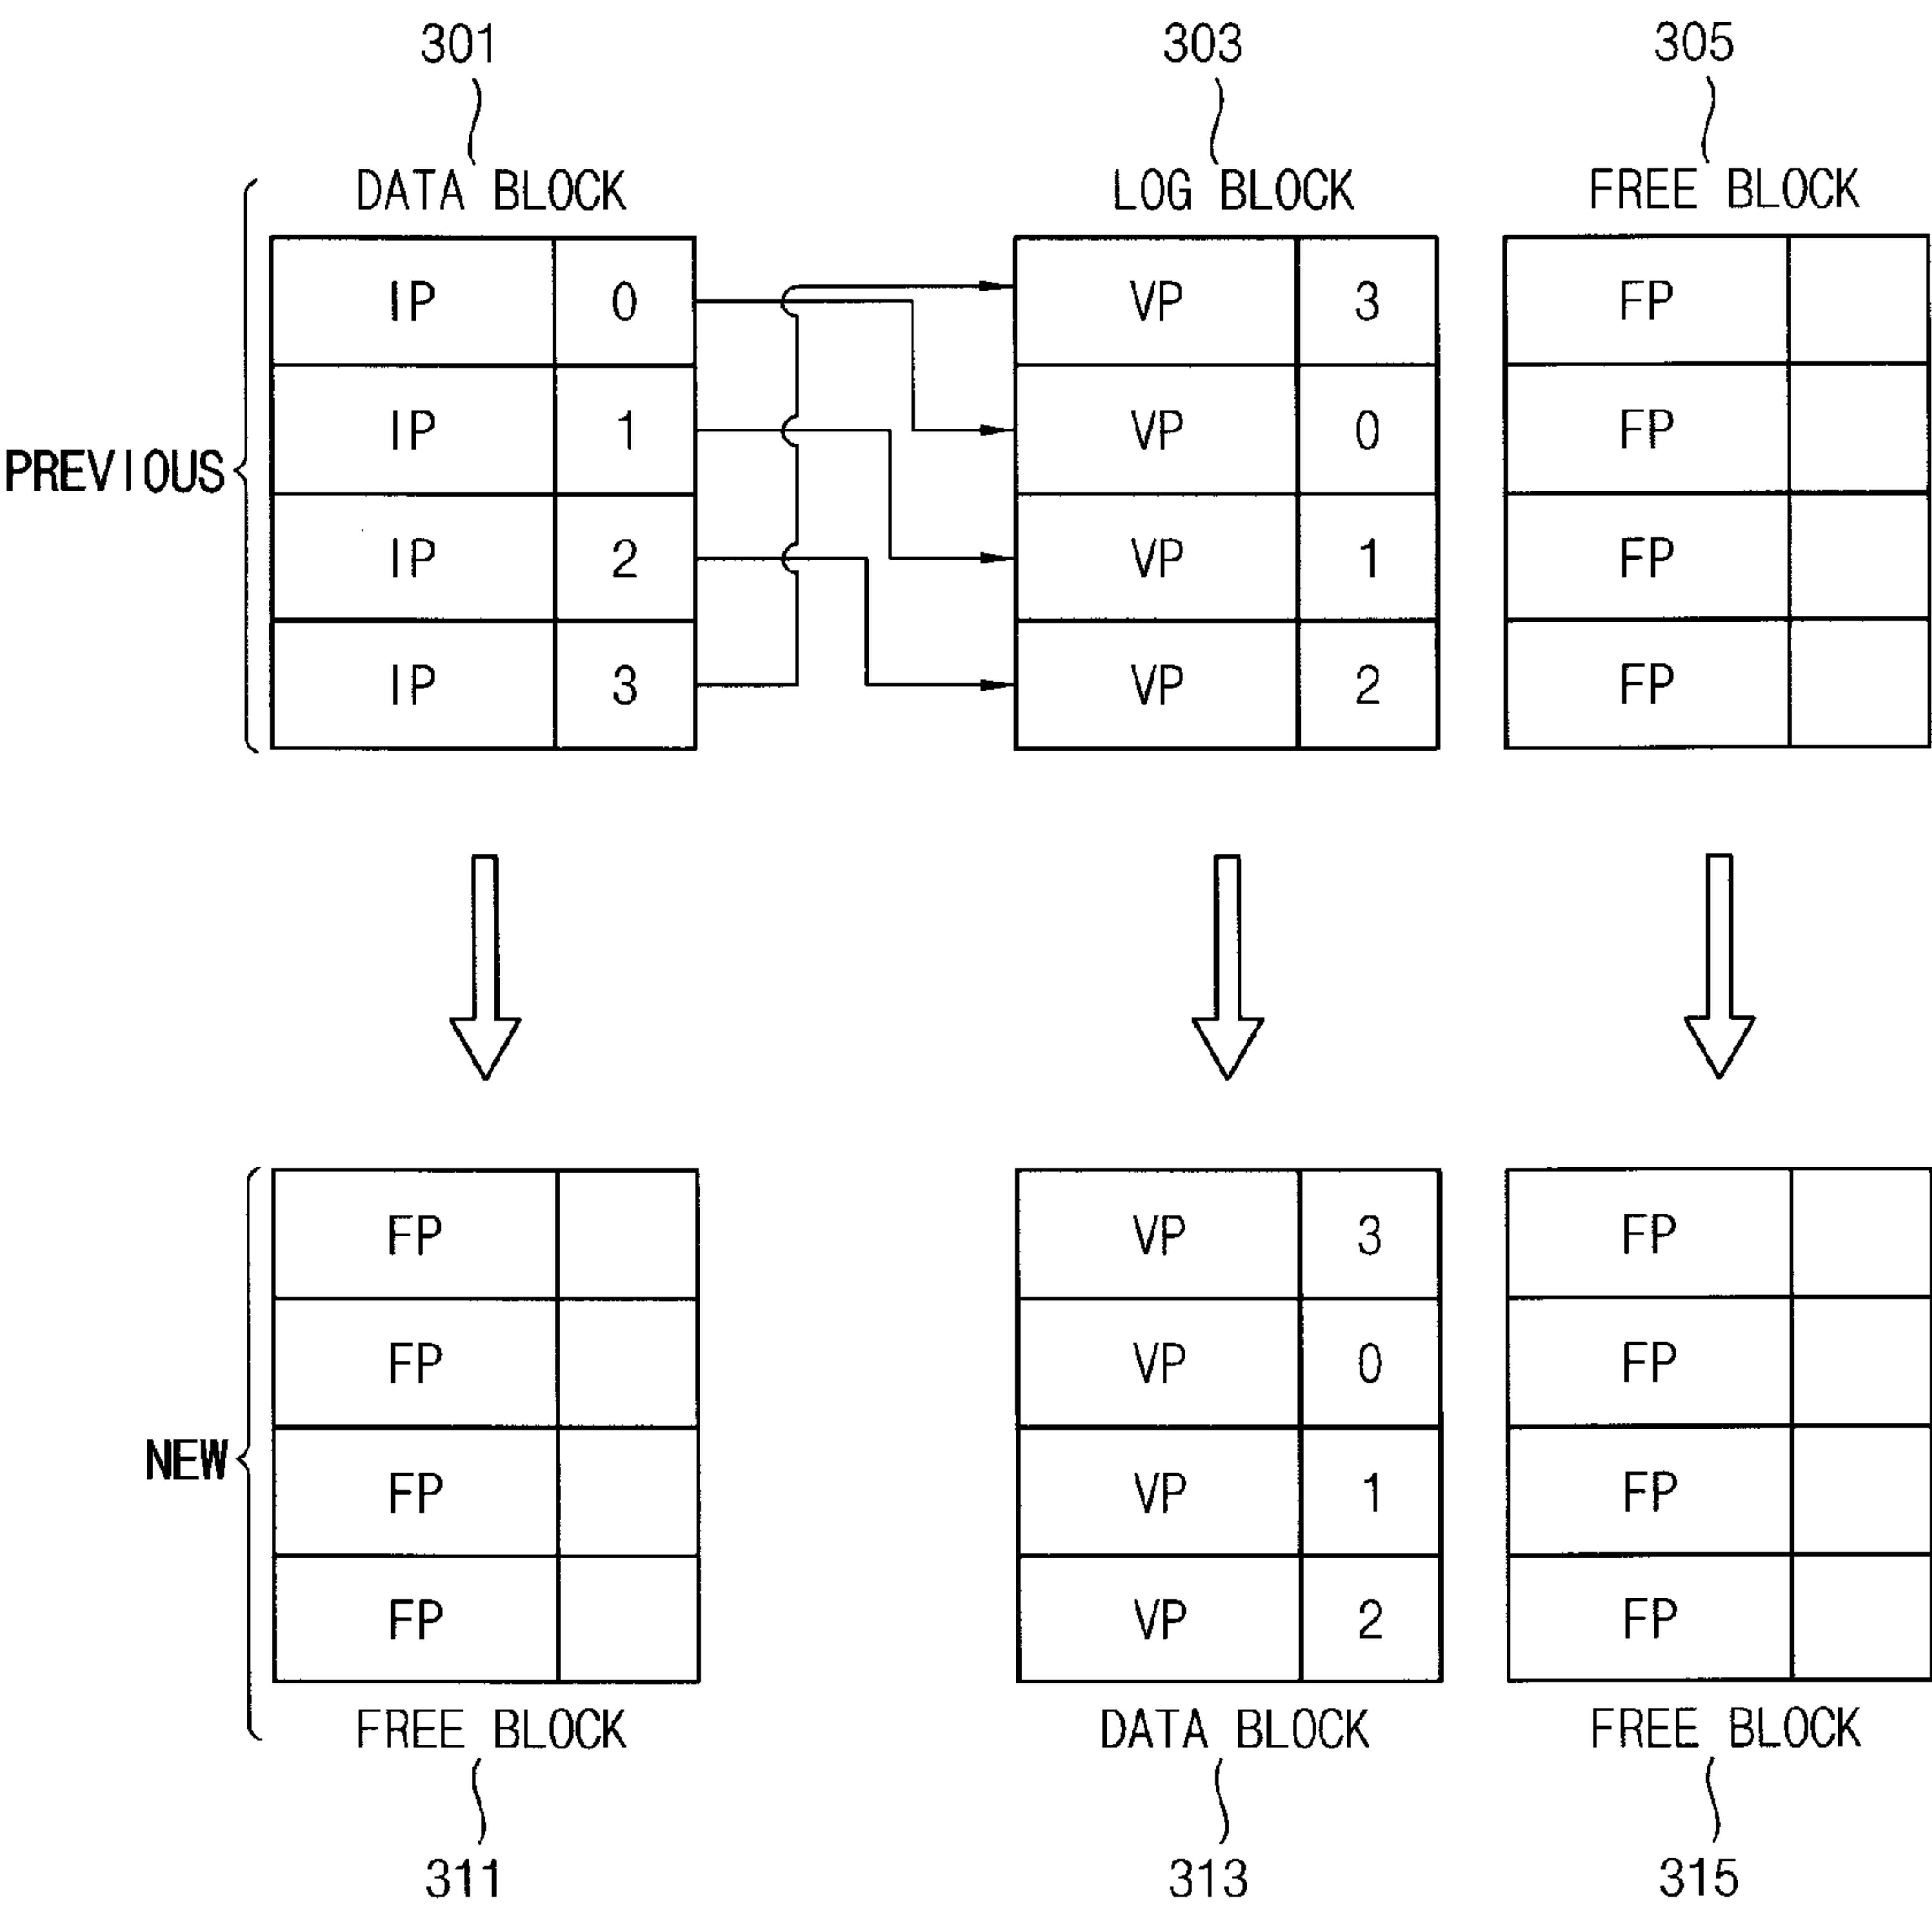 301 303 305
DATA BLOCK LOG BLOCK FREE BLOCK
IP 0 VP 3 FP
IP 1 VP 0 FP
PREVIOUS
IP 2 VP 1 FP
IP 3 VP 2 FP
FP VP 3 FP
FP VP 0 FP
NEW
FP VP 1 FP
FP VP 2 FP
FREE BLOCK DATA BLOCK FREE BLOCK
311 313 315